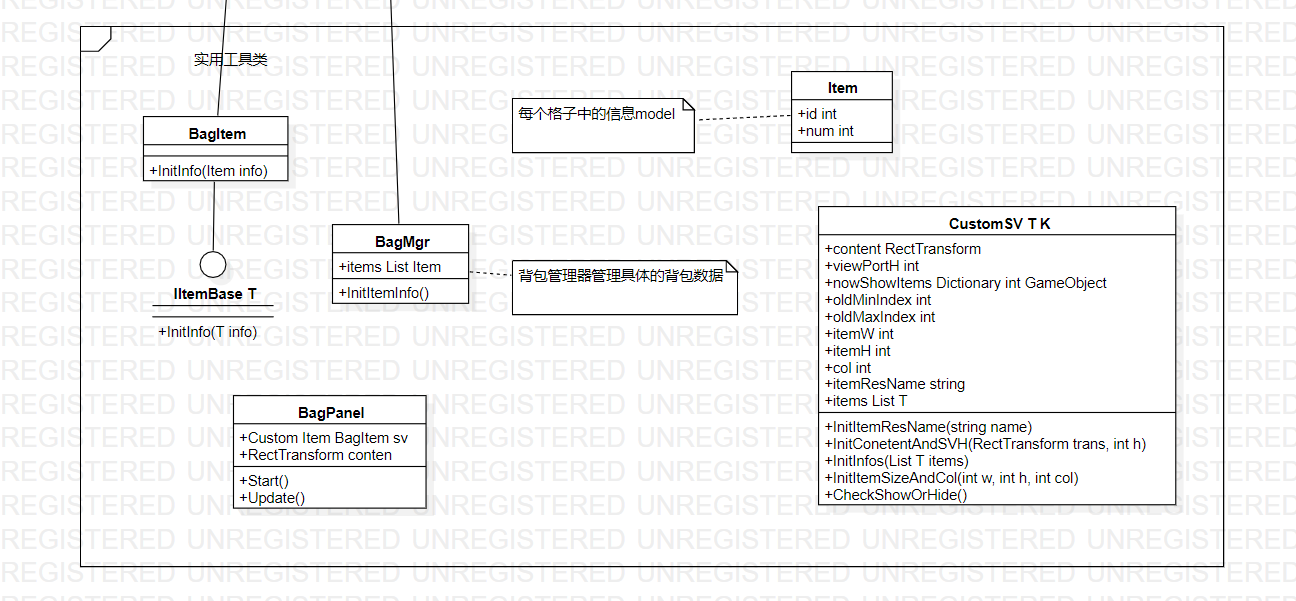 实用工具类
BagItem
+InitInfo(Item info)
IItemBase T
+InitInfo(T info)
每个格子中的信息model
Item
+id int
+num int
BagMgr
+items List Item
+InitItemInfo()
背包管理器管理具体的背包数据
BagPanel
+Custom Item BagItem sv
+RectTransform conten
+Start()
+Update()
CustomSV T K
+content RectTransform
+viewPortH int
+nowShowItems Dictionary int GameObject
+oldMinIndex int
+oldMaxIndex int
+itemW int
+itemH int
+col int
+itemResName string
+items List T
+InitItemResName(string name)
+InitConetentAndSVH(RectTransform trans, int h)
+InitInfos(List T items)
+InitItemSizeAndCol(int w, int h, int col)
+CheckShowOrHide()
UNREGISTERED